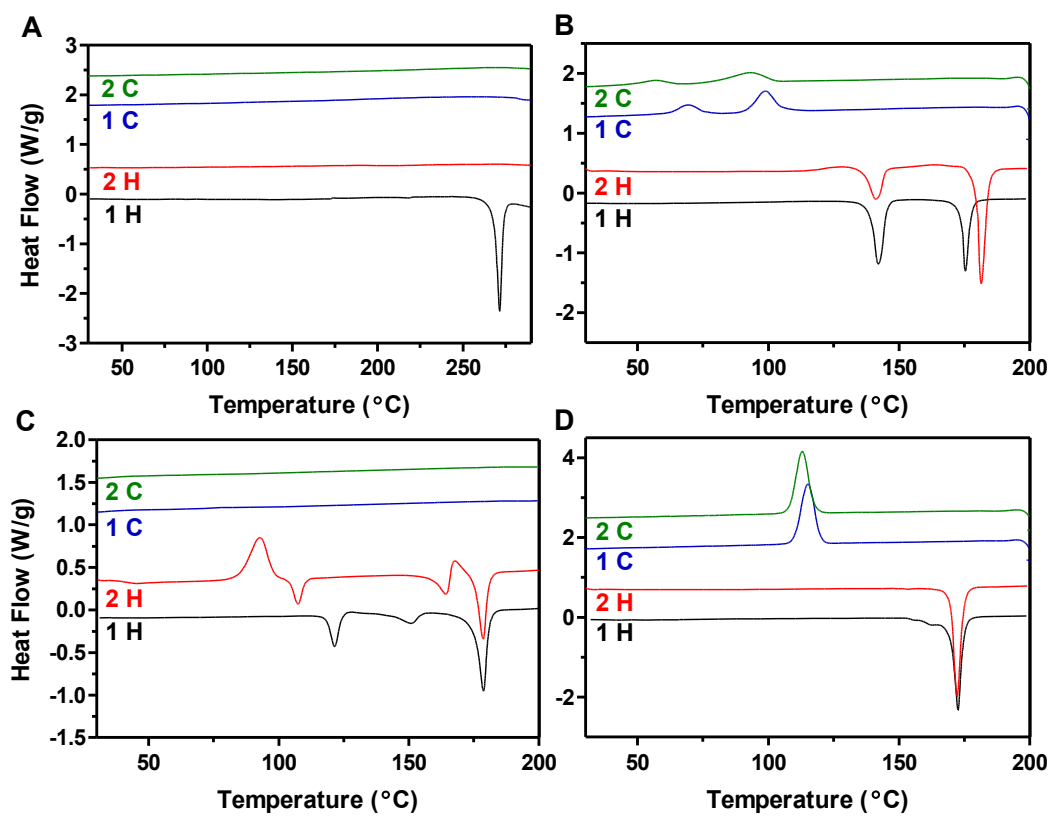 A
3
2
1
0
-1
-2
-3
Heat Flow (W/g)
2 C
1 C
2 H
1 H
50
100
150
200
250
Temperature (°C)
B
2
1
0
-1
-2
2 C
1 C
2 H
1 H
50
100
150
200
Temperature (°C)
C
2.0
1.5
1.0
0.5
0.0
-0.5
-1.0
-1.5
Heat Flow (W/g)
2 C
1 C
2 H
1 H
50
100
150
200
Temperature (°C)
D
4
2
0
-2
2 C
1 C
2 H
1 H
50
100
150
200
Temperature (°C)